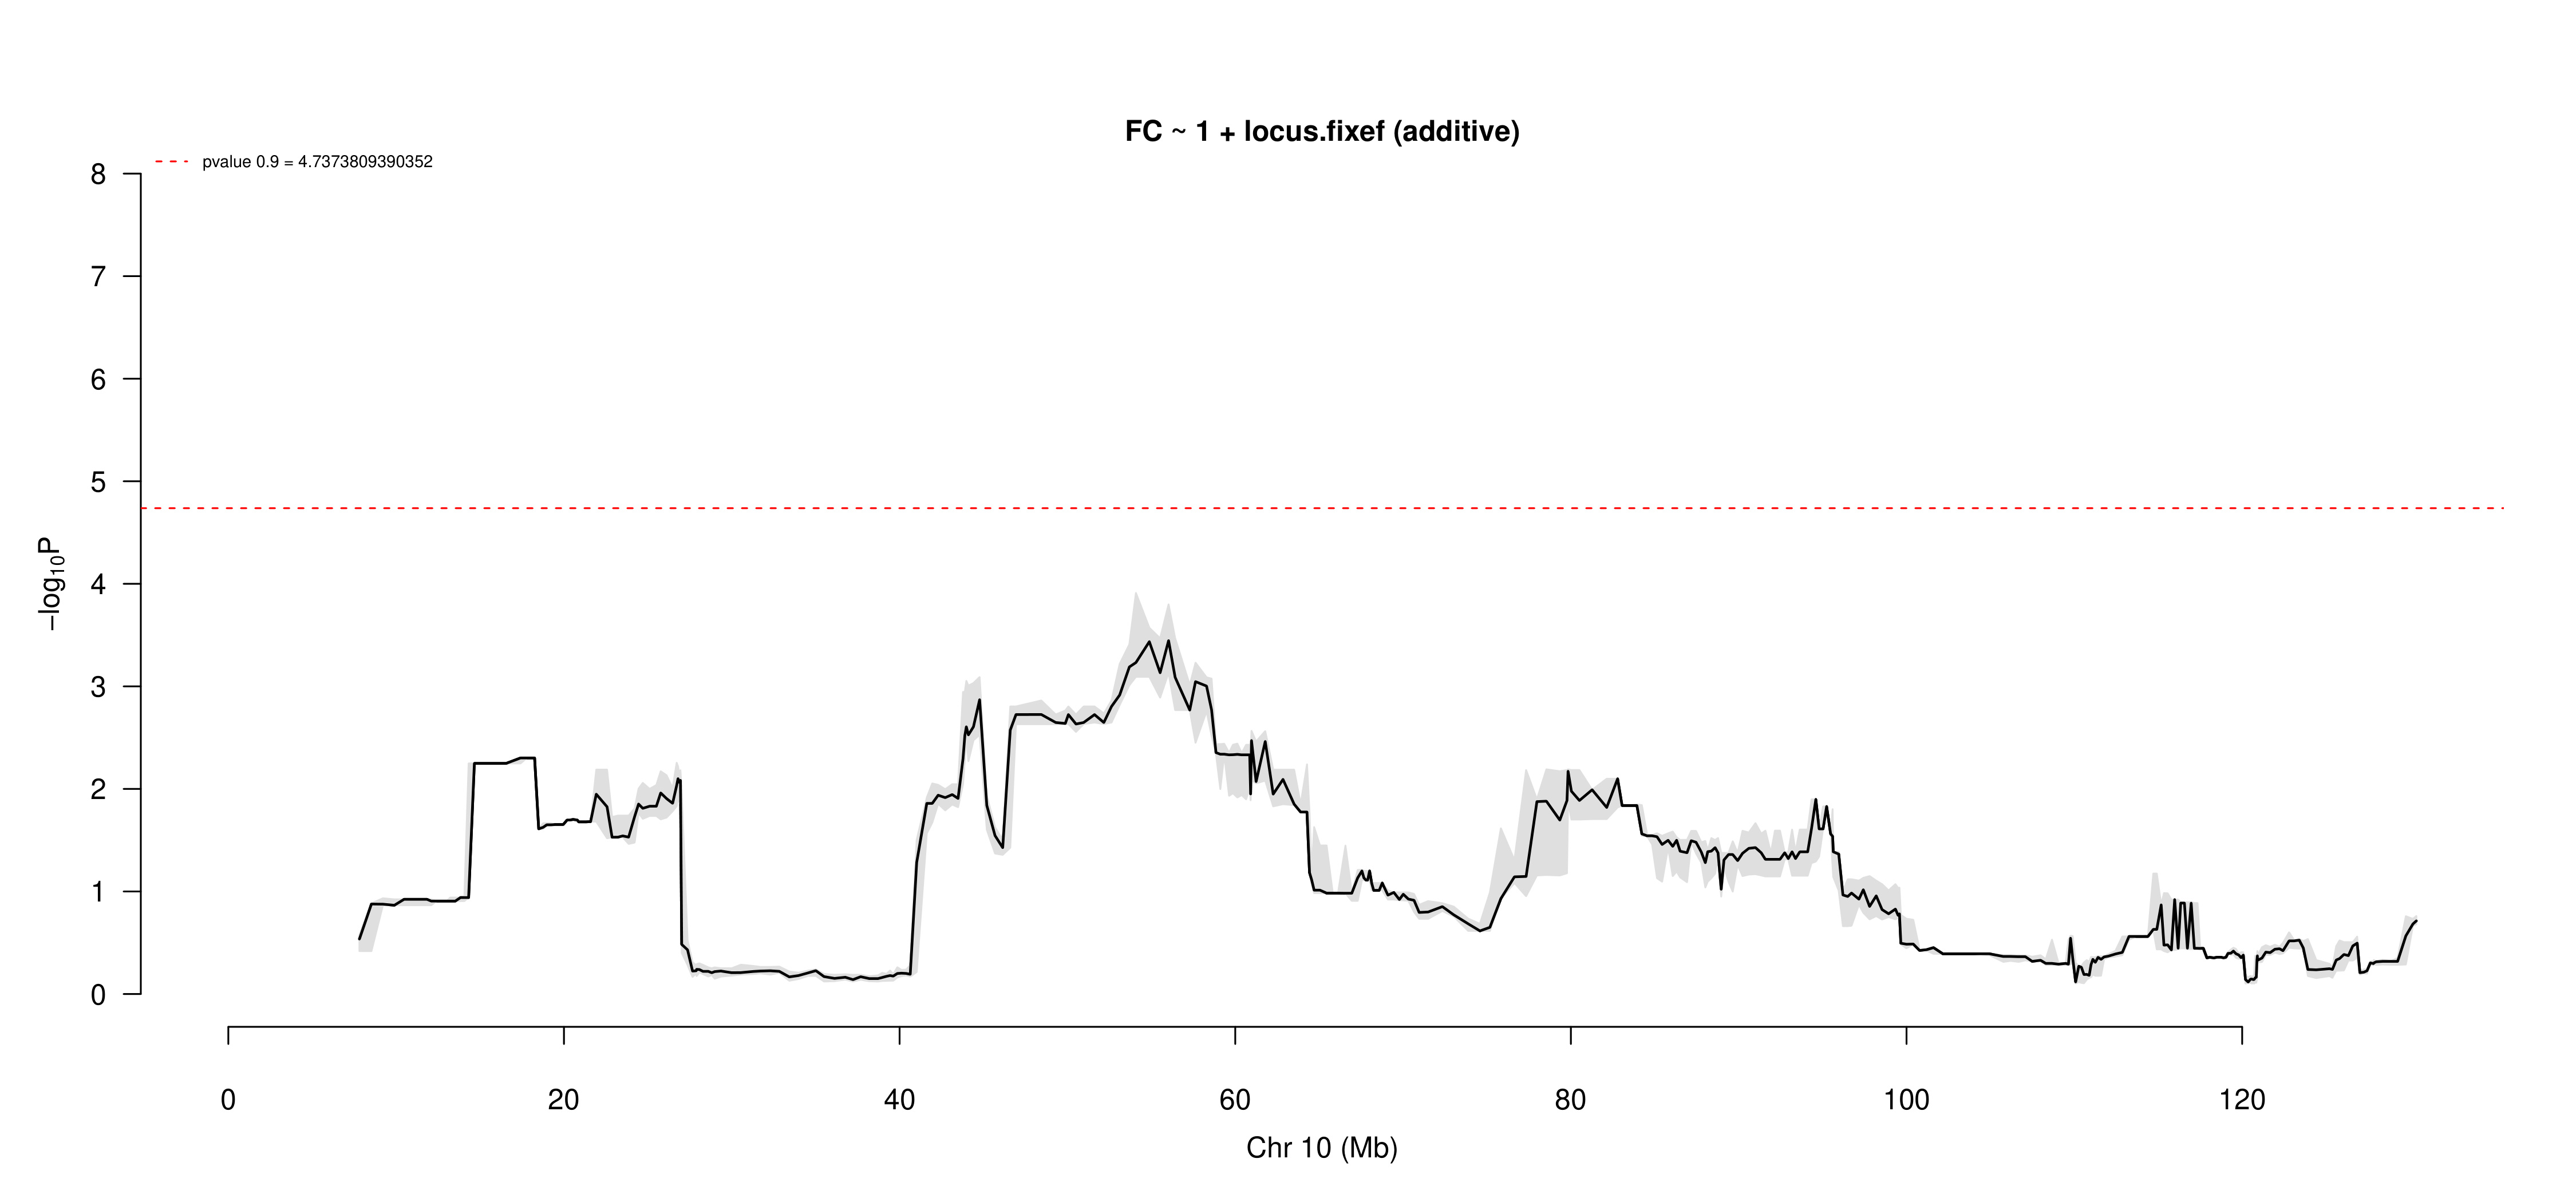 FC ~ 1 + locus.fixef (additive)
pvalue 0.9 = 4.7373809390352
8
7
6
5
4
3
2
1
0
−log10P
0 20 40 60 80 100 120
Chr 10 (Mb)